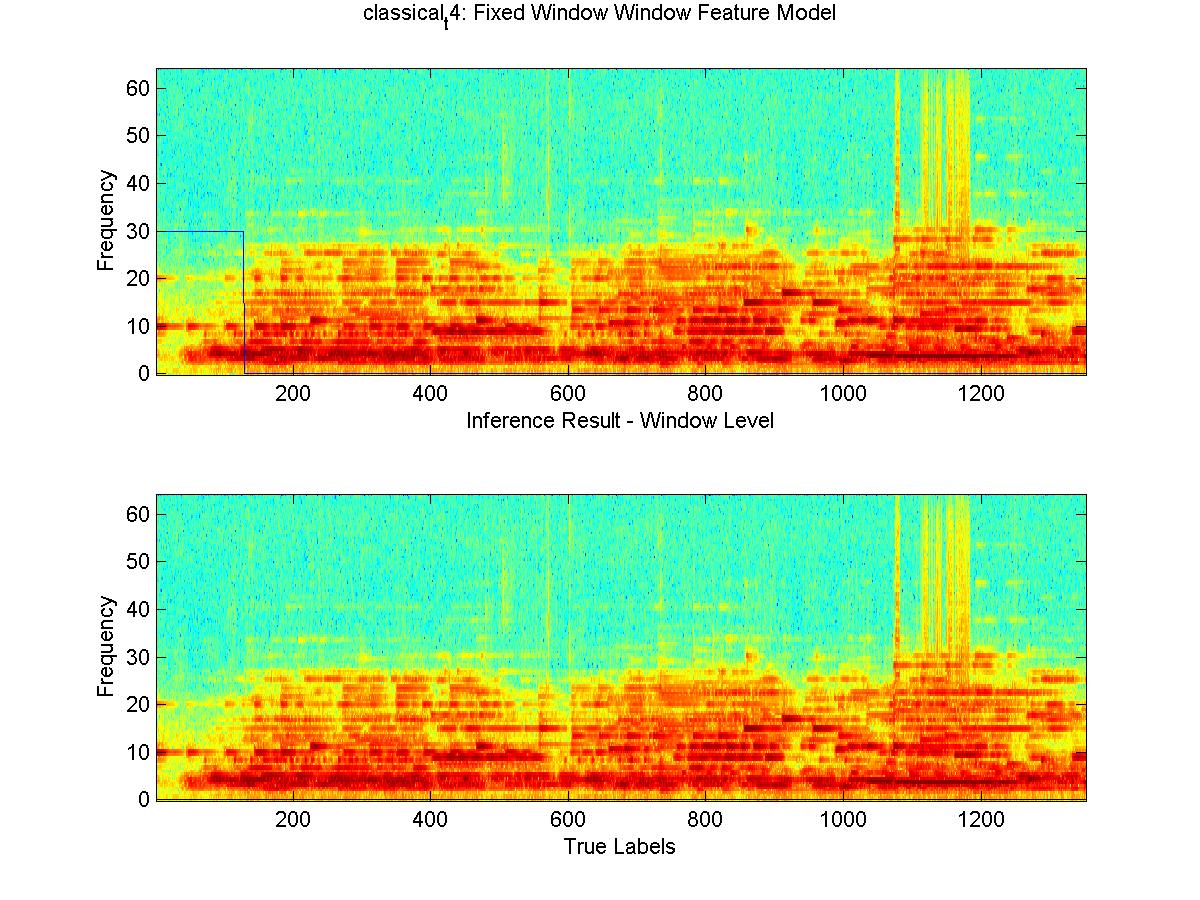 classical_t4: Fixed Window Window Feature Model
60
50
40
30
20
10
0
Frequency
200 400 600 800 1000 1200
Inference Result - Window Level
60
50
40
30
20
10
0
Frequency
200 400 600 800 1000 1200
True Labels